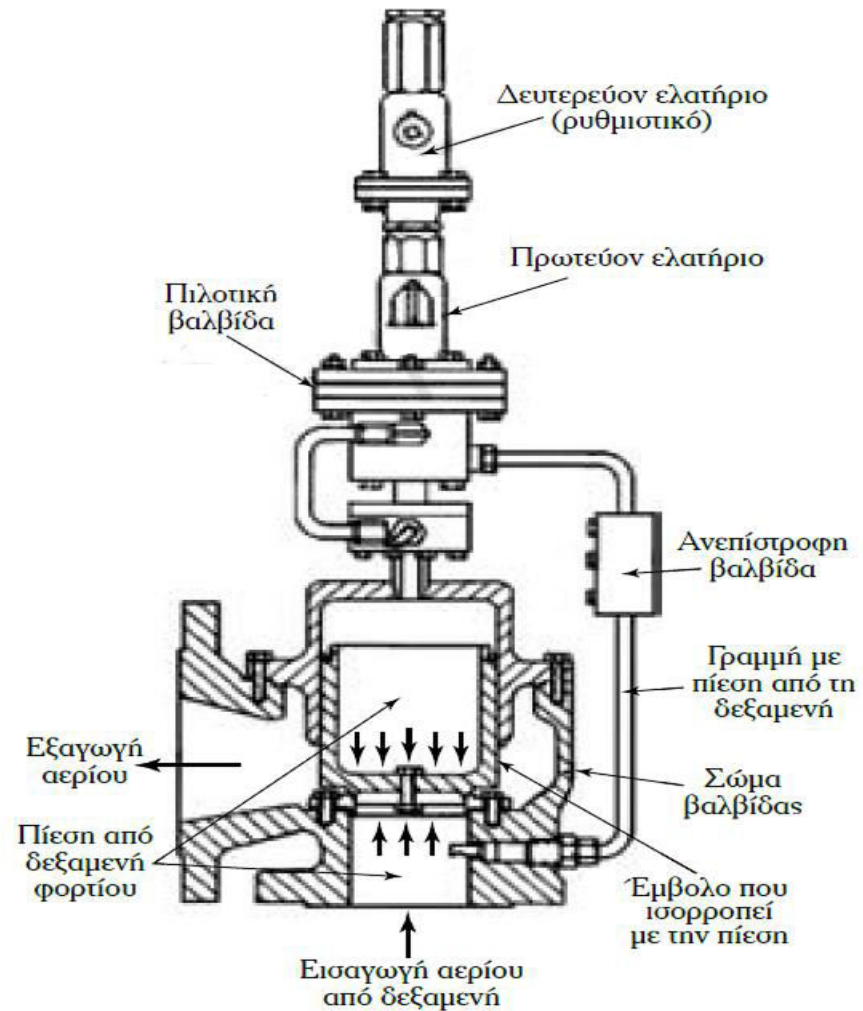 Δευτερεύον ελατήριο
(ρυθμιστικό)
Πρωτεύον ελατήριο
Πιλοτική
βαλβίδα
Ανεπίστροφη
βαλβίδα
Γραμμή με
πίεση από τη
δεξαμενή
Εξαγωγή
αερίου
Σώμα
βαλβίδας
Πίεση από
δεξαμενή
φορτίου
Έμβολο που
ισορροπεί
με την πίεση
Εισαγωγή αερίου
από δεξαμενή